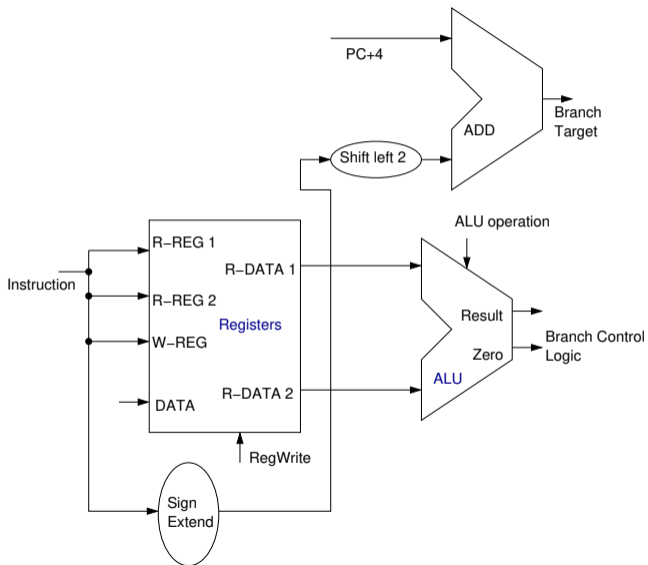 PC+4
ADD
Branch
Target
Shift left 2
ALU operation
R-REG 1
R-DATA 1
Instruction
R-REG 2
Registers
Result
W-REG
Branch Control
Logic
Zero
ALU
R-DATA 2
DATA
RegWrite
Sign
Extend